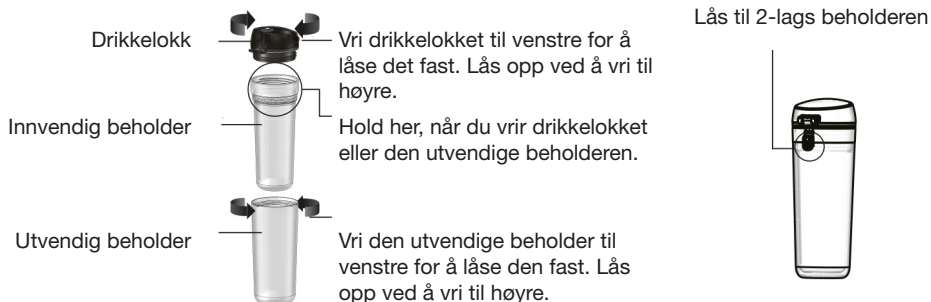 Drikkelokk
Vri drikkelokket til venstre for å
låse det fast. Lås opp ved å vri til
høyre.
Innvendig beholder
Hold her, når du vrir drikkelokket
eller den utvendige beholderen.
Utvendig beholder
Vri den utvendige beholder til
venstre for å låse den fast. Lås
opp ved å vri til høyre.
Lås til 2-lags beholderen